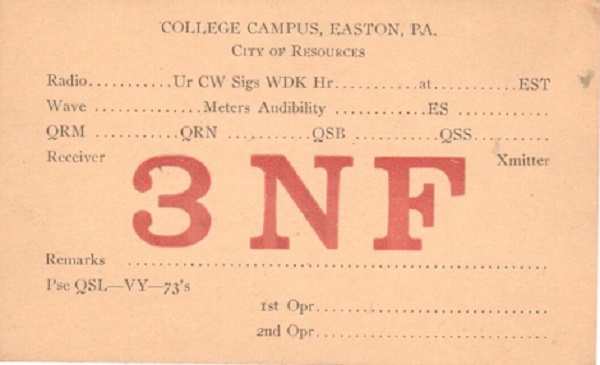 COLLEGE CAMPUS, EASTON, PA.
CITY OF RESOURCES
Radio...........Ur CW Sigs WDK Hr...........at...........EST
Wave ...............Meters Audibility ............ES ............
QRM ...........QRN ...........QSB ...........QSS..........
Receiver Xmitter
3NF
Remarks ............................................................
Pse QSL—VY—73's
1st Opr.................................
2nd Opr.................................